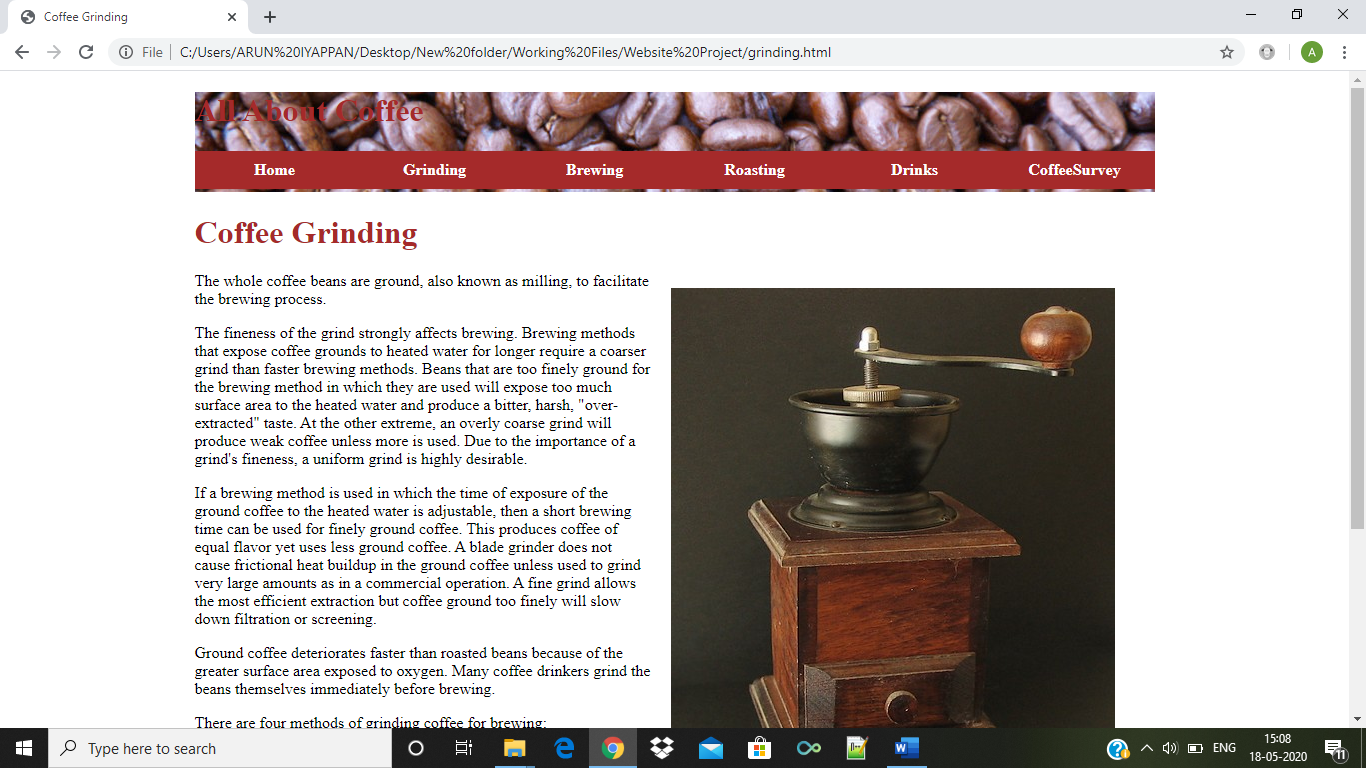 Coffee Grinding
File
C:/Users/ARUN%20IYAPPAN/Desktop/New%20folder/Working%20Files/Website%20Project/grinding.html
A
All About Coffee
Home Grinding Brewing Roasting Drinks CoffeeSurvey
Coffee Grinding
The whole coffee beans are ground, also known as milling, to facilitate
the brewing process.
The fineness of the grind strongly affects brewing. Brewing methods
that expose coffee grounds to heated water for longer require a coarser
grind than faster brewing methods. Beans that are too finely ground for
the brewing method in which they are used will expose too much
surface area to the heated water and produce a bitter, harsh, "over-
extracted" taste. At the other extreme, an overly coarse grind will
produce weak coffee unless more is used. Due to the importance of a
grind's fineness, a uniform grind is highly desirable.
If a brewing method is used in which the time of exposure of the
ground coffee to the heated water is adjustable, then a short brewing
time can be used for finely ground coffee. This produces coffee of
equal flavor yet uses less ground coffee. A blade grinder does not
cause frictional heat buildup in the ground coffee unless used to grind
very large amounts as in a commercial operation. A fine grind allows
the most efficient extraction but coffee ground too finely will slow
down filtration or screening.
Ground coffee deteriorates faster than roasted beans because of the
greater surface area exposed to oxygen. Many coffee drinkers grind the
beans themselves immediately before brewing.
There are four methods of grinding coffee for brewing:
Type here to search
ENG
15:08
18-05-2020
11